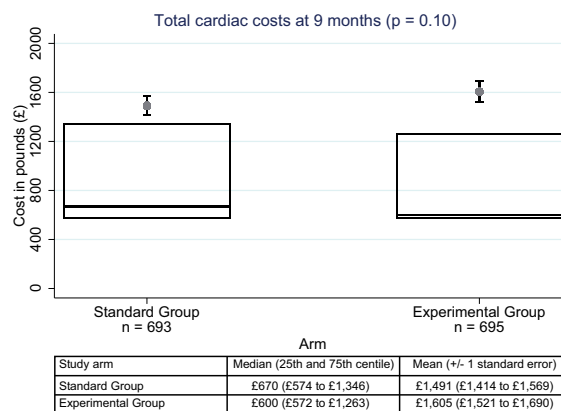 Total cardiac costs at 9 months (p = 0.10)
Cost in pounds (£)
2000
1600
1200
800
400
0
Standard Group
n = 693
Experimental Group
n = 695
Arm
Study arm Median (25th and 75th centile) Mean (+/- 1 standard error)
Standard Group £670 (£574 to £1,346) £1,491 (£1,414 to £1,569)
Experimental Group £600 (£572 to £1,263) £1,605 (£1,521 to £1,690)